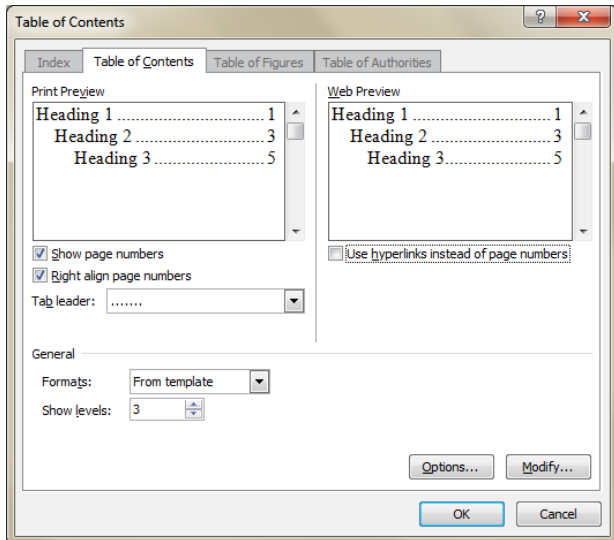 Table of Contents
Index Table of Contents Table of Figures Table of Authorities
Print Preview
Heading 1 ................................ 1
Heading 2 .......................... 3
Heading 3 ..................... 5
Show page numbers
Right align page numbers
Tab leader: .......
Web Preview
Heading 1 ................................ 1
Heading 2 .......................... 3
Heading 3..................... 5
Use hyperlinks instead of page numbers
General
Formats: From template
Show levels: 3
Options... Modify...
OK Cancel